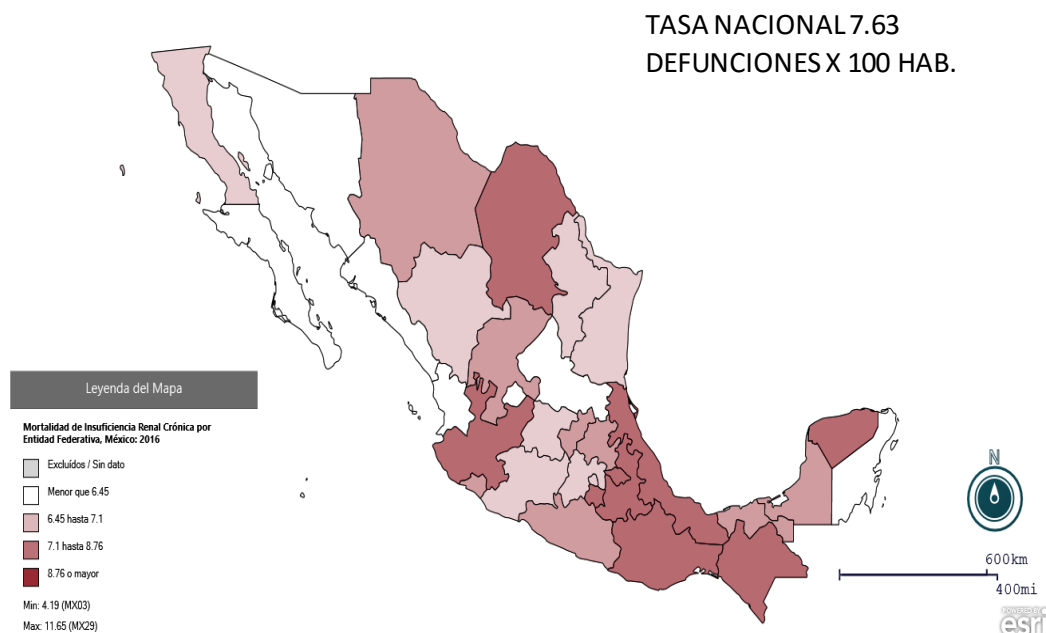 TASA NACIONAL 7.63
DEFUNCIONES X 100 HAB.
Leyenda del Mapa
Mortalidad de Insuficiencia Renal Crónica por
Entidad Federativa, México: 2016
Excluídos / Sin dato
Menor que 6.45
6.45 hasta 7.1
7.1 hasta 8.76
8.76 o mayor
Min: 4.19 (MX03)
Max: 11.65 (MX29)
N
600km
400mi
POWERED BY
esri